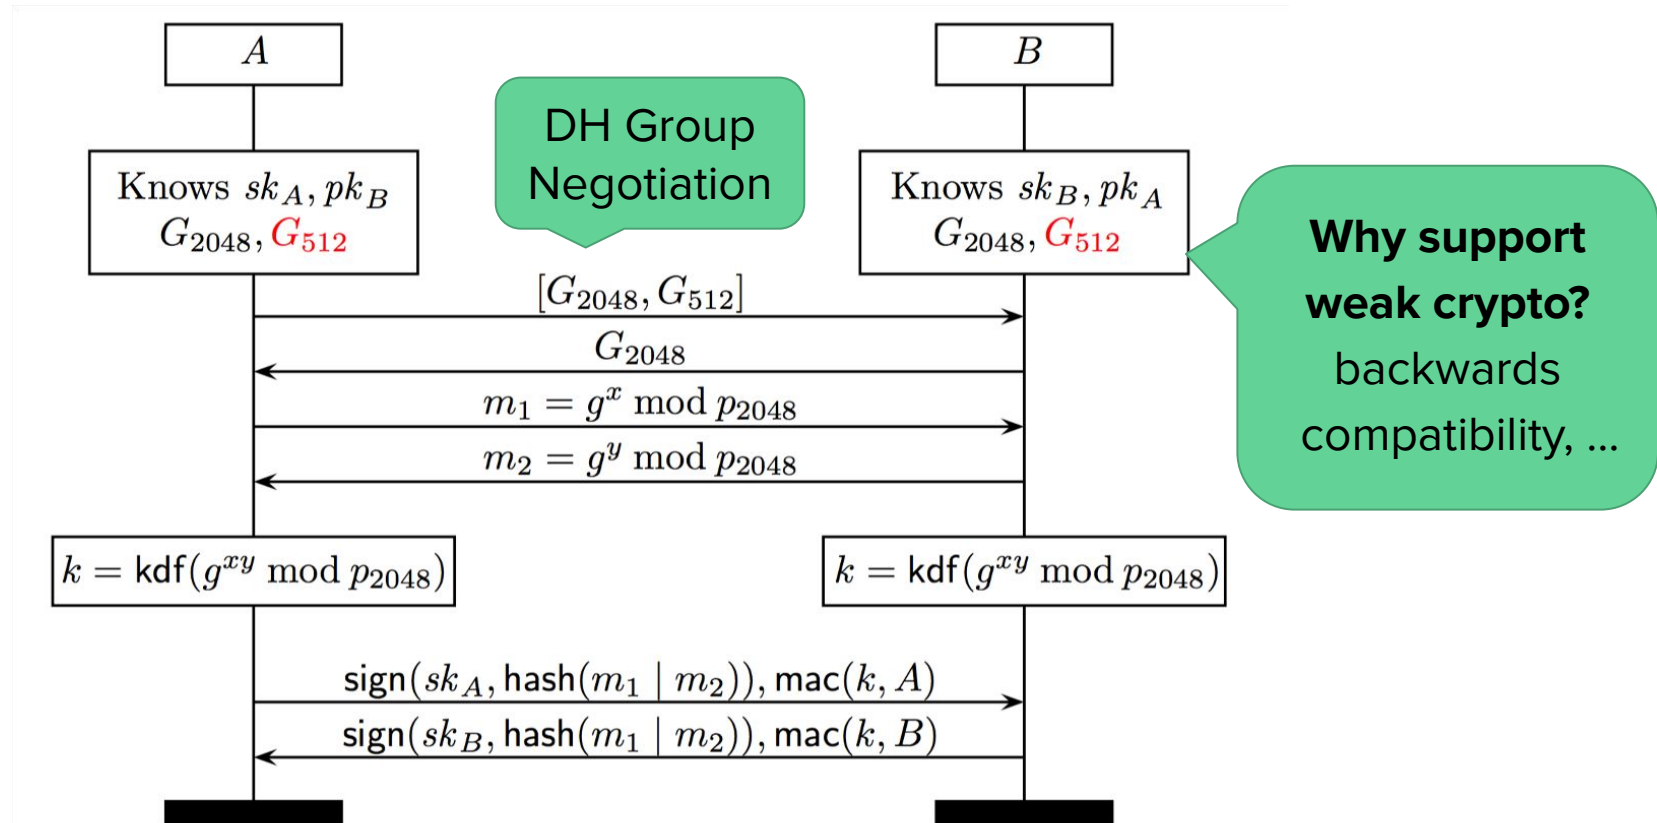 A
B
DH Group
Negotiation
Knows sk_A, pk_B
G_2048, G_512
Knows sk_B, pk_A
G_2048, G_512
Why support
weak crypto?
backwards
compatibility, ...
[G_2048, G_512]
G_2048
m_1 = g^x mod p_2048
m_2 = g^y mod p_2048
k = kdf(g^{xy} mod p_2048)
k = kdf(g^{xy} mod p_2048)
sign(sk_A, hash(m_1 | m_2)), mac(k, A)
sign(sk_B, hash(m_1 | m_2)), mac(k, B)